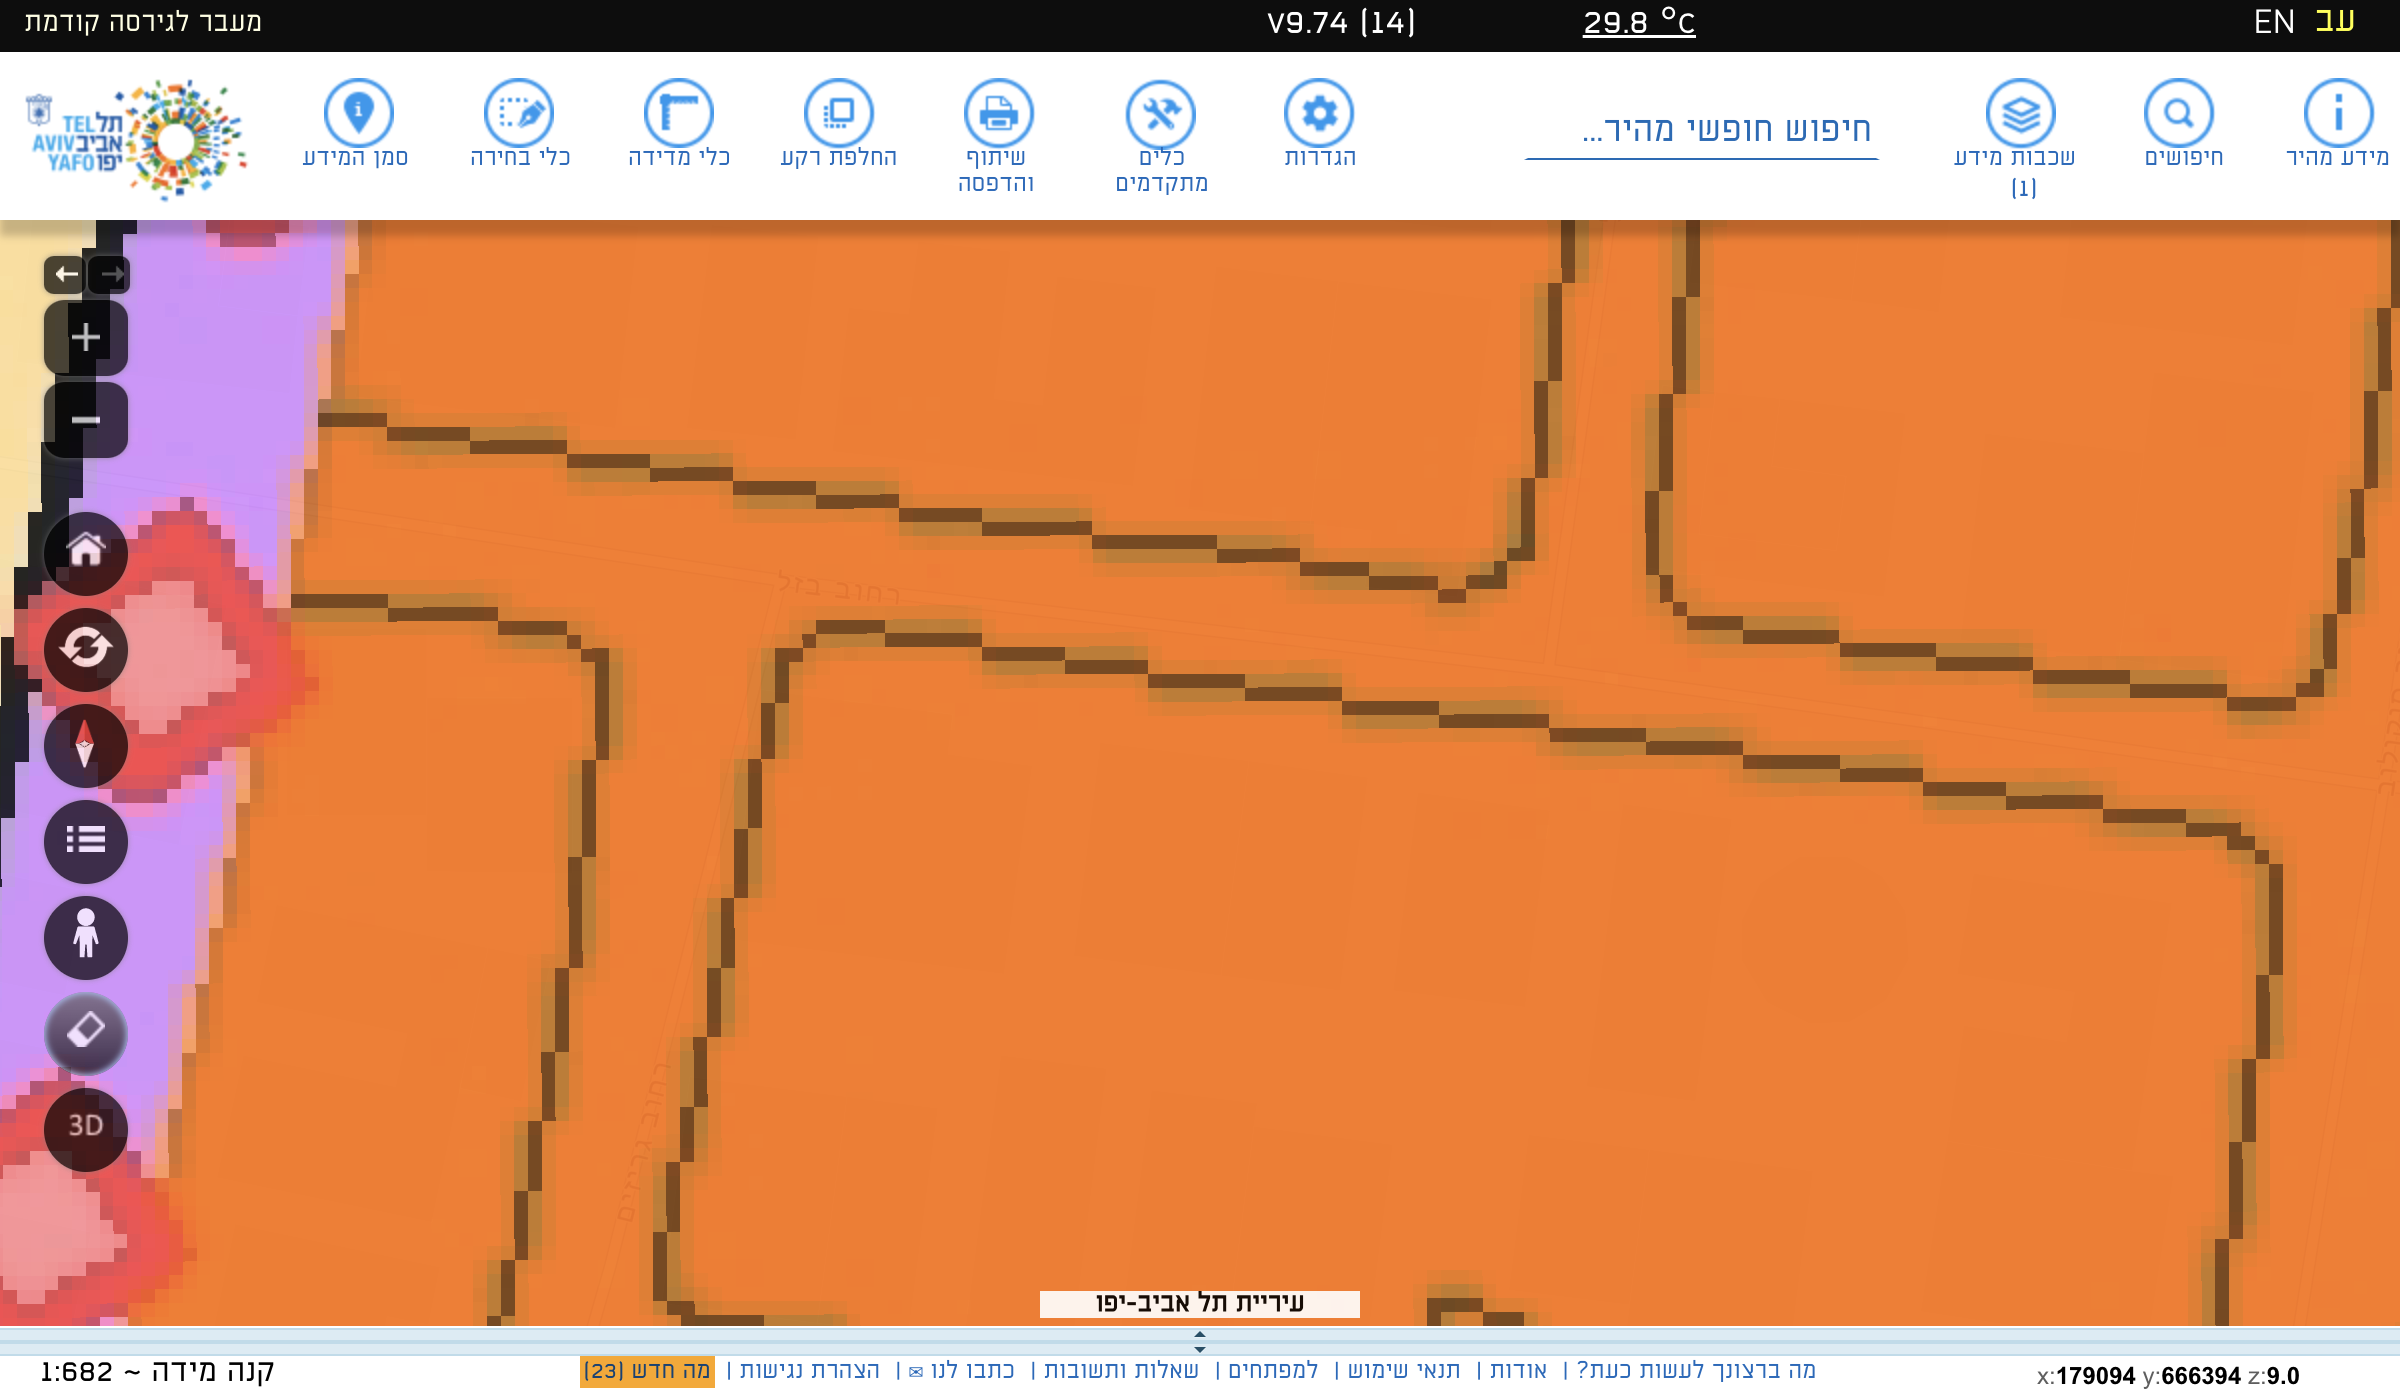 עב EN
29.8 °C
V9.74 (14)
מעבר לגירסה קודמת
מידע מהיר
חיפושים
שכבות מידע
(1)
חיפוש חופשי מהיר...
הגדרות
כלים
מתקדמים
שיתוף
והדפסה
החלפת רקע
כלי מדידה
כלי בחירה
סמן המידע
תל TEL
אביב AVIV
יפו YAFO
רחוב בזל
רחוב גריזים
3D
עיריית תל אביב-יפו
x:179094 y:666394 z:9.0
מה ברצונך לעשות כעת? | אודות | תנאי שימוש | למפתחים | שאלות ותשובות | כתבו לנו ✉ | הצהרת נגישות | מה חדש (23)
קנה מידה ~ 1:682